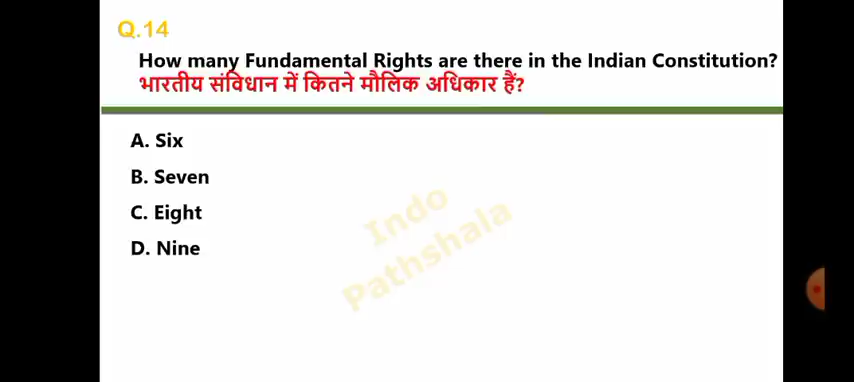 Q.14
How many Fundamental Rights are there in the Indian Constitution?
भारतीय संविधान में कितने मौलिक अधिकार हैं?
A. Six
B. Seven
C. Eight
D. Nine
Indo
Pathshala